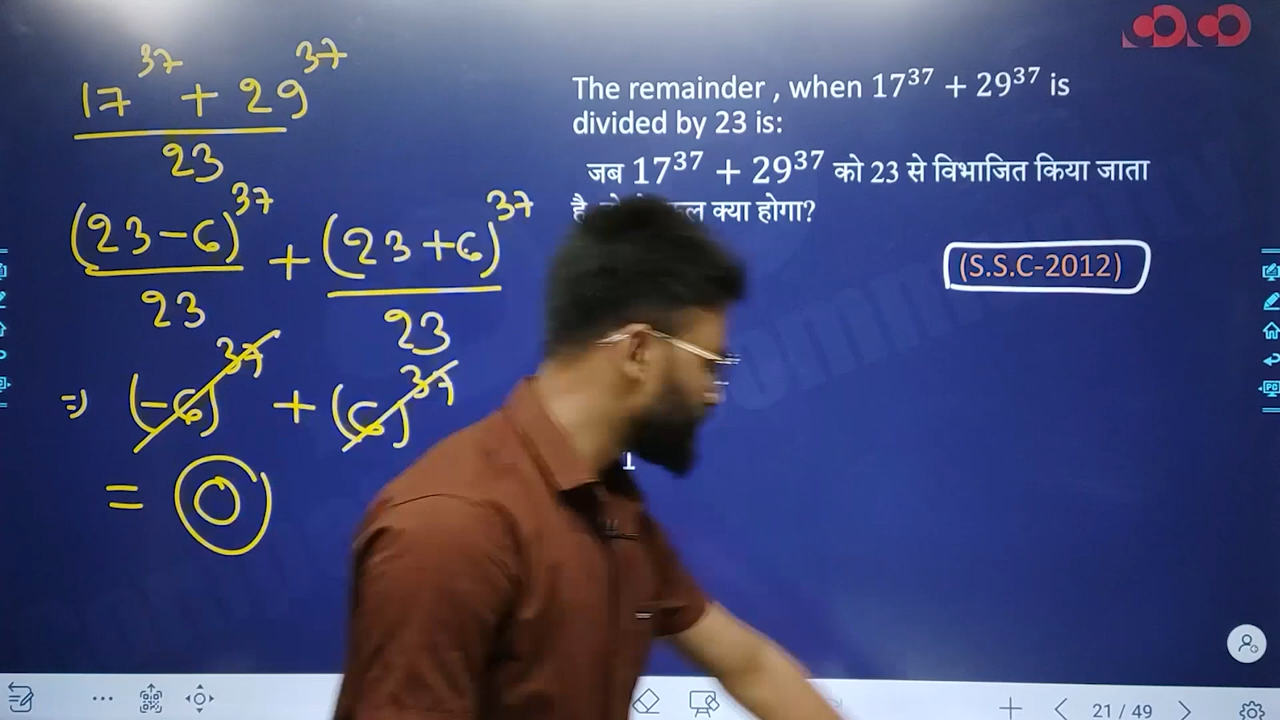 17^37 + 29^37
23
(23-6)^37 + (23+6)^37
23 23
=> (-6)^37 + (6)^37
= 0
The remainder , when 17^37 + 29^37 is
divided by 23 is:
जब 17^37 + 29^37 को 23 से विभाजित किया जाता
क्या होगा?
(S.S.C-2012)
1
21 / 49